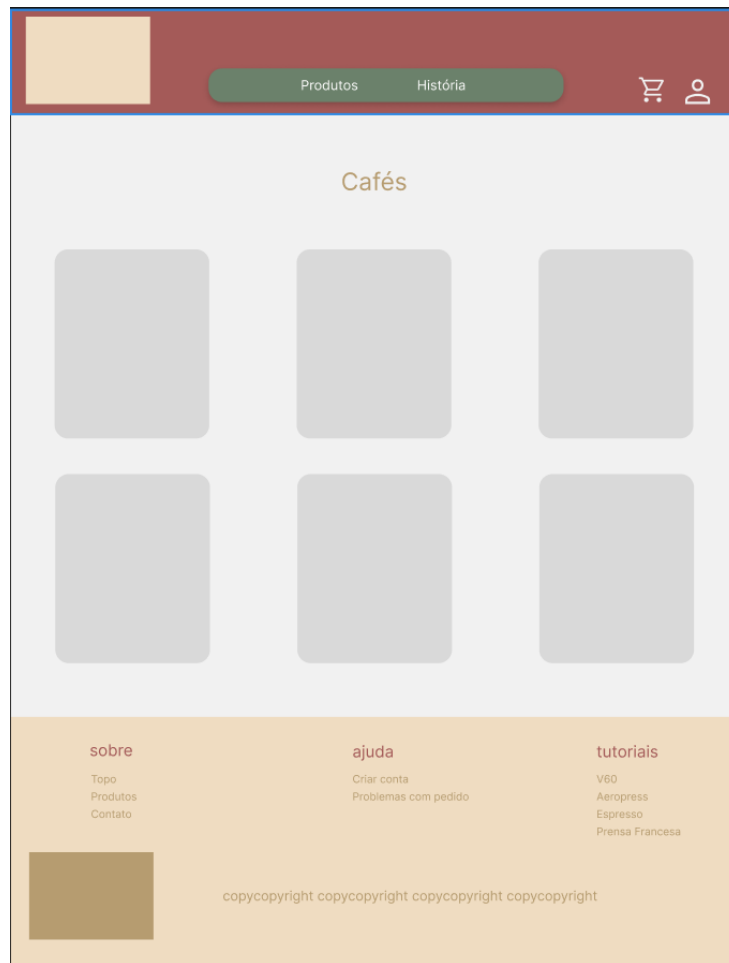 Produtos História
Cafés
sobre
Topo
Produtos
Contato
ajuda
Criar conta
Problemas com pedido
tutoriais
V60
Aeropress
Espresso
Prensa Francesa
copycopyright copycopyright copycopyright copycopyright